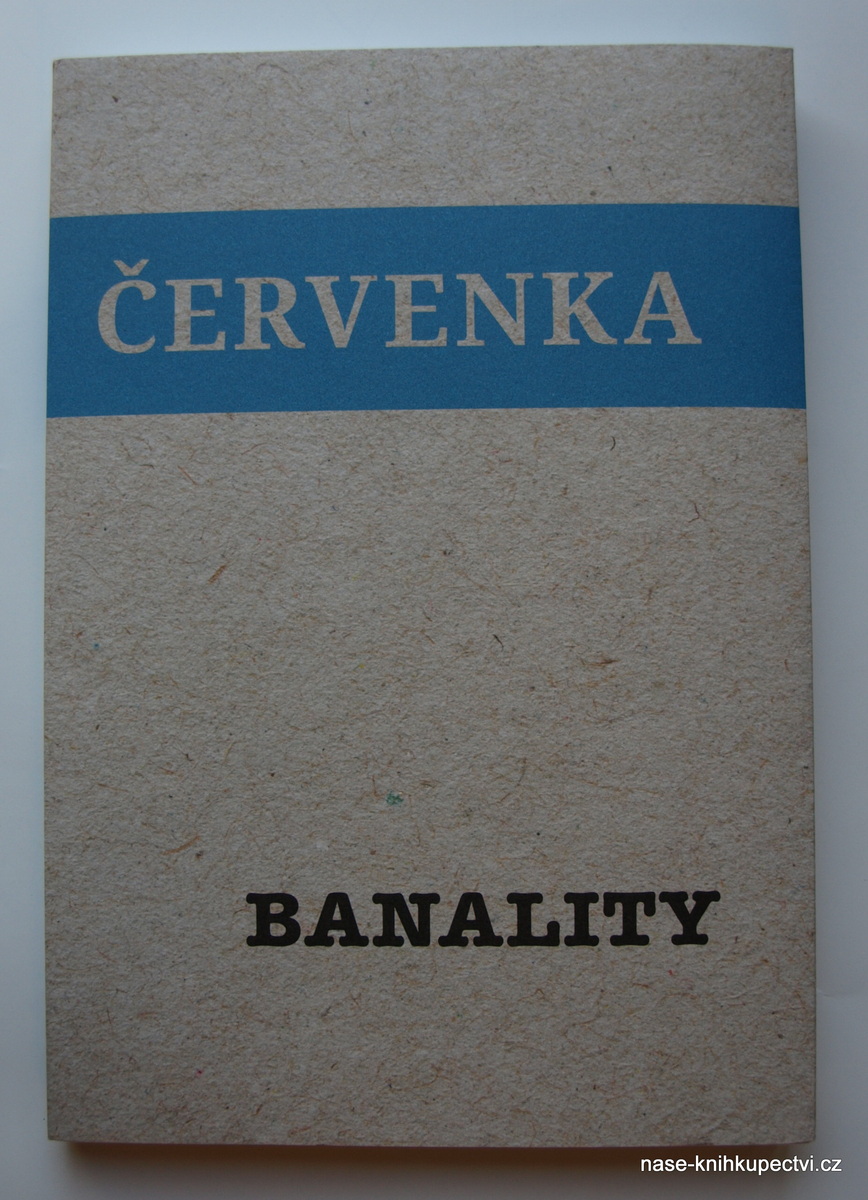 ČERVENKA
BANALITY
nase-knihkupectvi.cz